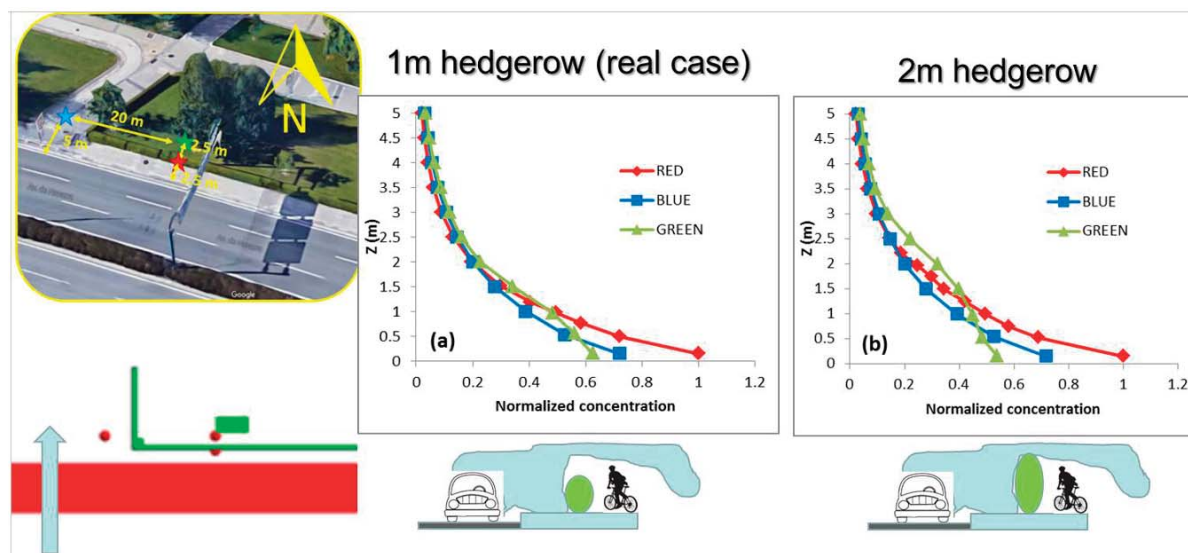 20 m
5 m
2.5 m
2.5 m
N
Google
1m hedgerow (real case)
5
4.5
4
3.5
3
2.5
2
1.5
1
0.5
0
Z (m)
RED
BLUE
GREEN
(a)
0 0.2 0.4 0.6 0.8 1 1.2
Normalized concentration
2m hedgerow
5
4.5
4
3.5
3
2.5
2
1.5
1
0.5
0
Z (m)
RED
BLUE
GREEN
(b)
0 0.2 0.4 0.6 0.8 1 1.2
Normalized concentration